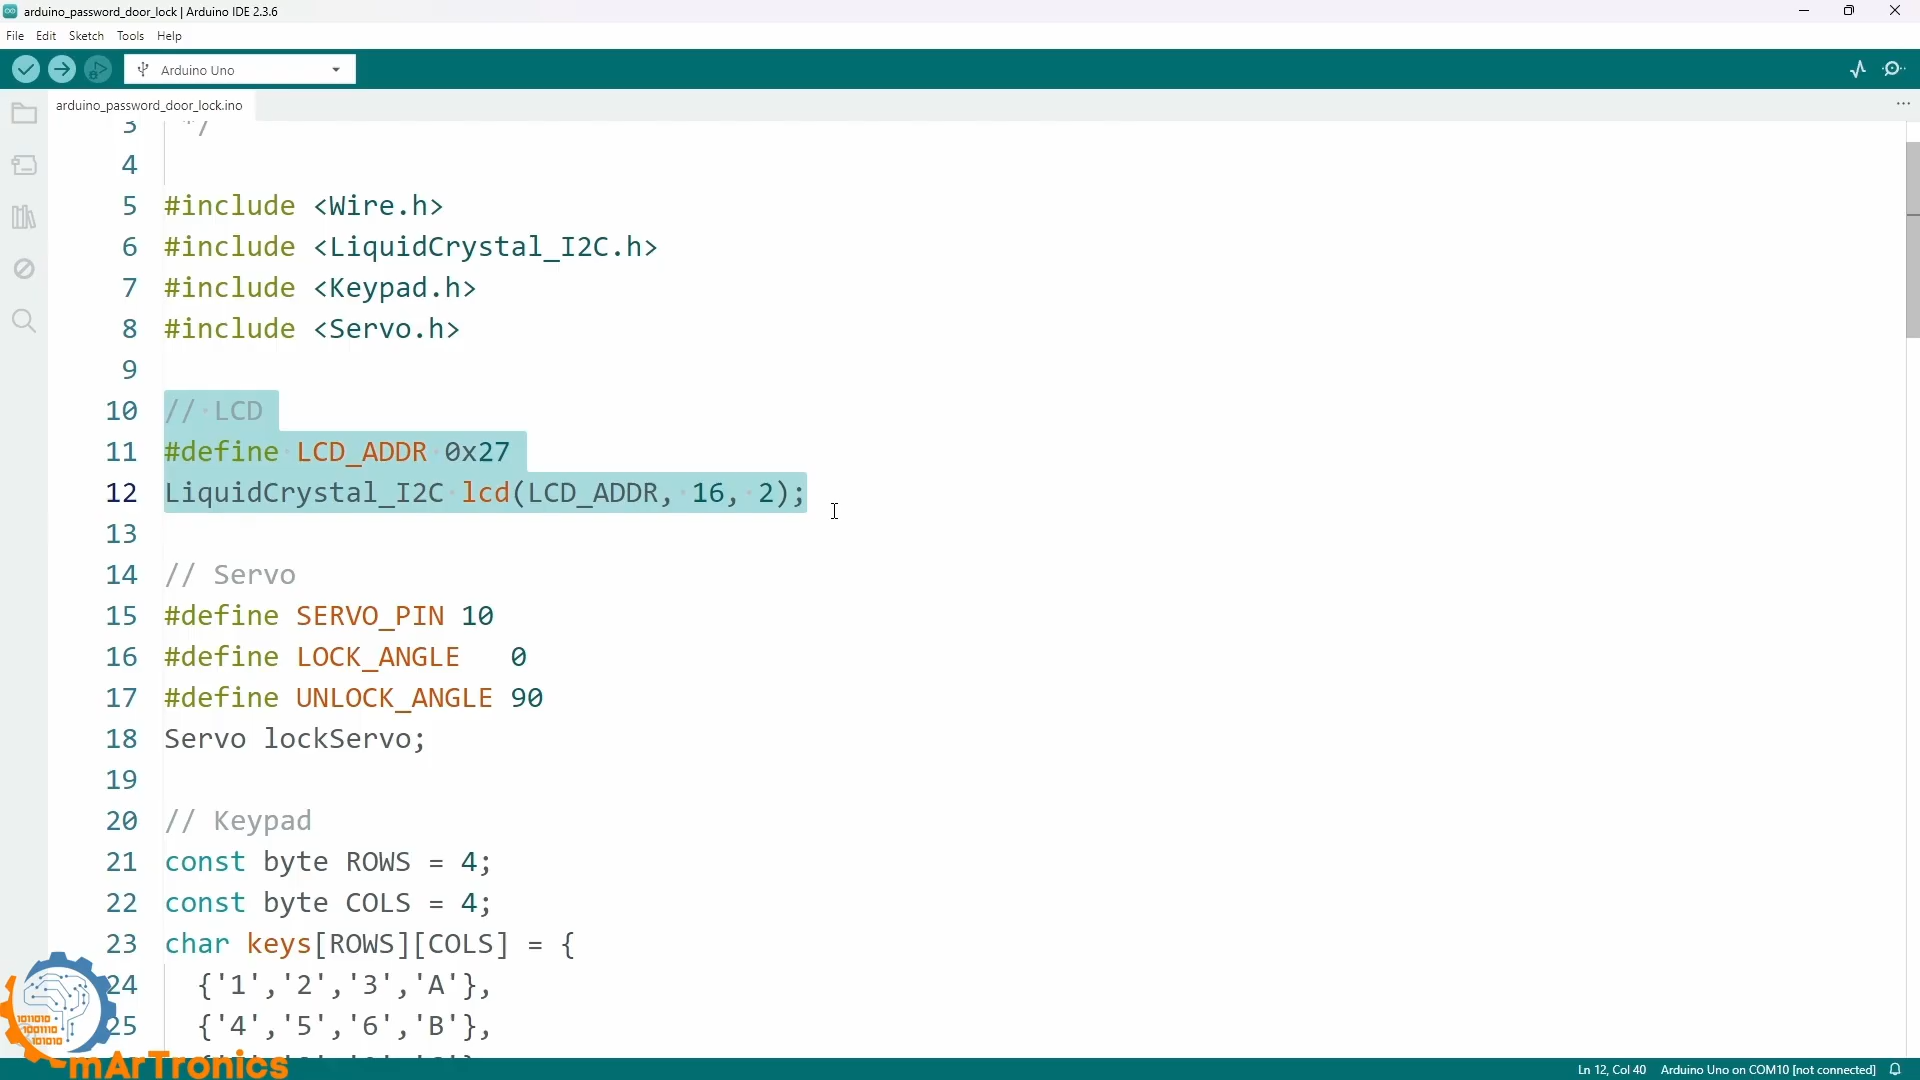 arduino_password_door_lock | Arduino IDE 2.3.6
File Edit Sketch Tools Help
Arduino Uno
arduino_password_door_lock.ino
3 */
4
5 #include <Wire.h>
6 #include <LiquidCrystal_I2C.h>
7 #include <Keypad.h>
8 #include <Servo.h>
9
10 // LCD
11 #define LCD_ADDR 0x27
12 LiquidCrystal_I2C lcd(LCD_ADDR, 16, 2);
13
14 // Servo
15 #define SERVO_PIN 10
16 #define LOCK_ANGLE   0
17 #define UNLOCK_ANGLE 90
18 Servo lockServo;
19
20 // Keypad
21 const byte ROWS = 4;
22 const byte COLS = 4;
23 char keys[ROWS][COLS] = {
24 {'1','2','3','A'},
25 {'4','5','6','B'},
1011010
1001110
101010
mArTronics
Ln 12, Col 40 Arduino Uno on COM10 [not connected]